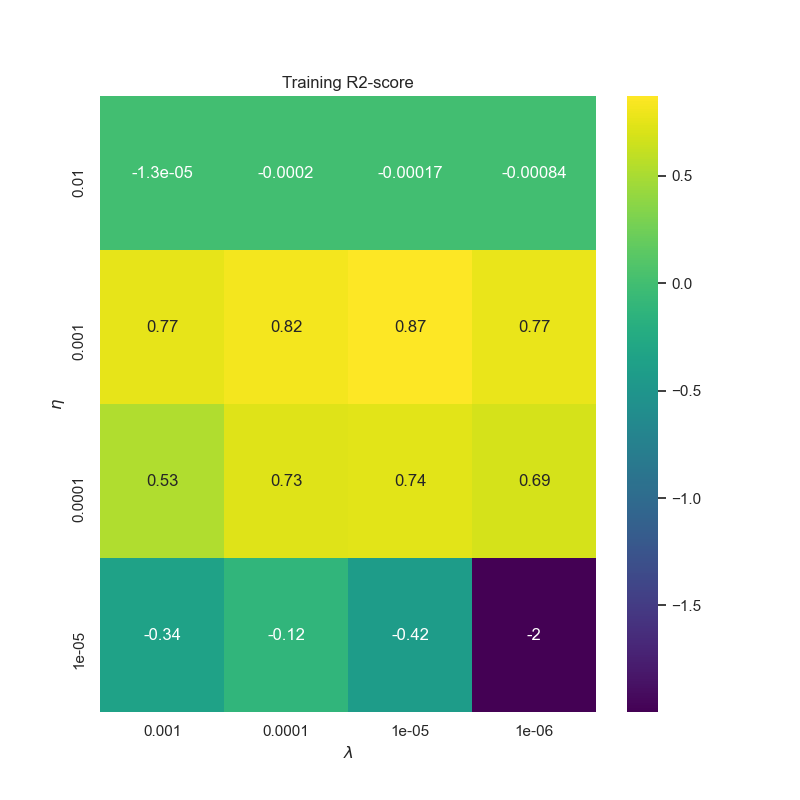 Training R2-score
η
0.01
-1.3e-05 -0.0002 -0.00017 -0.00084
0.001
0.77 0.82 0.87 0.77
0.0001
0.53 0.73 0.74 0.69
1e-05
-0.34 -0.12 -0.42 -2
0.001 0.0001 1e-05 1e-06
λ
0.5
0.0
−0.5
−1.0
−1.5